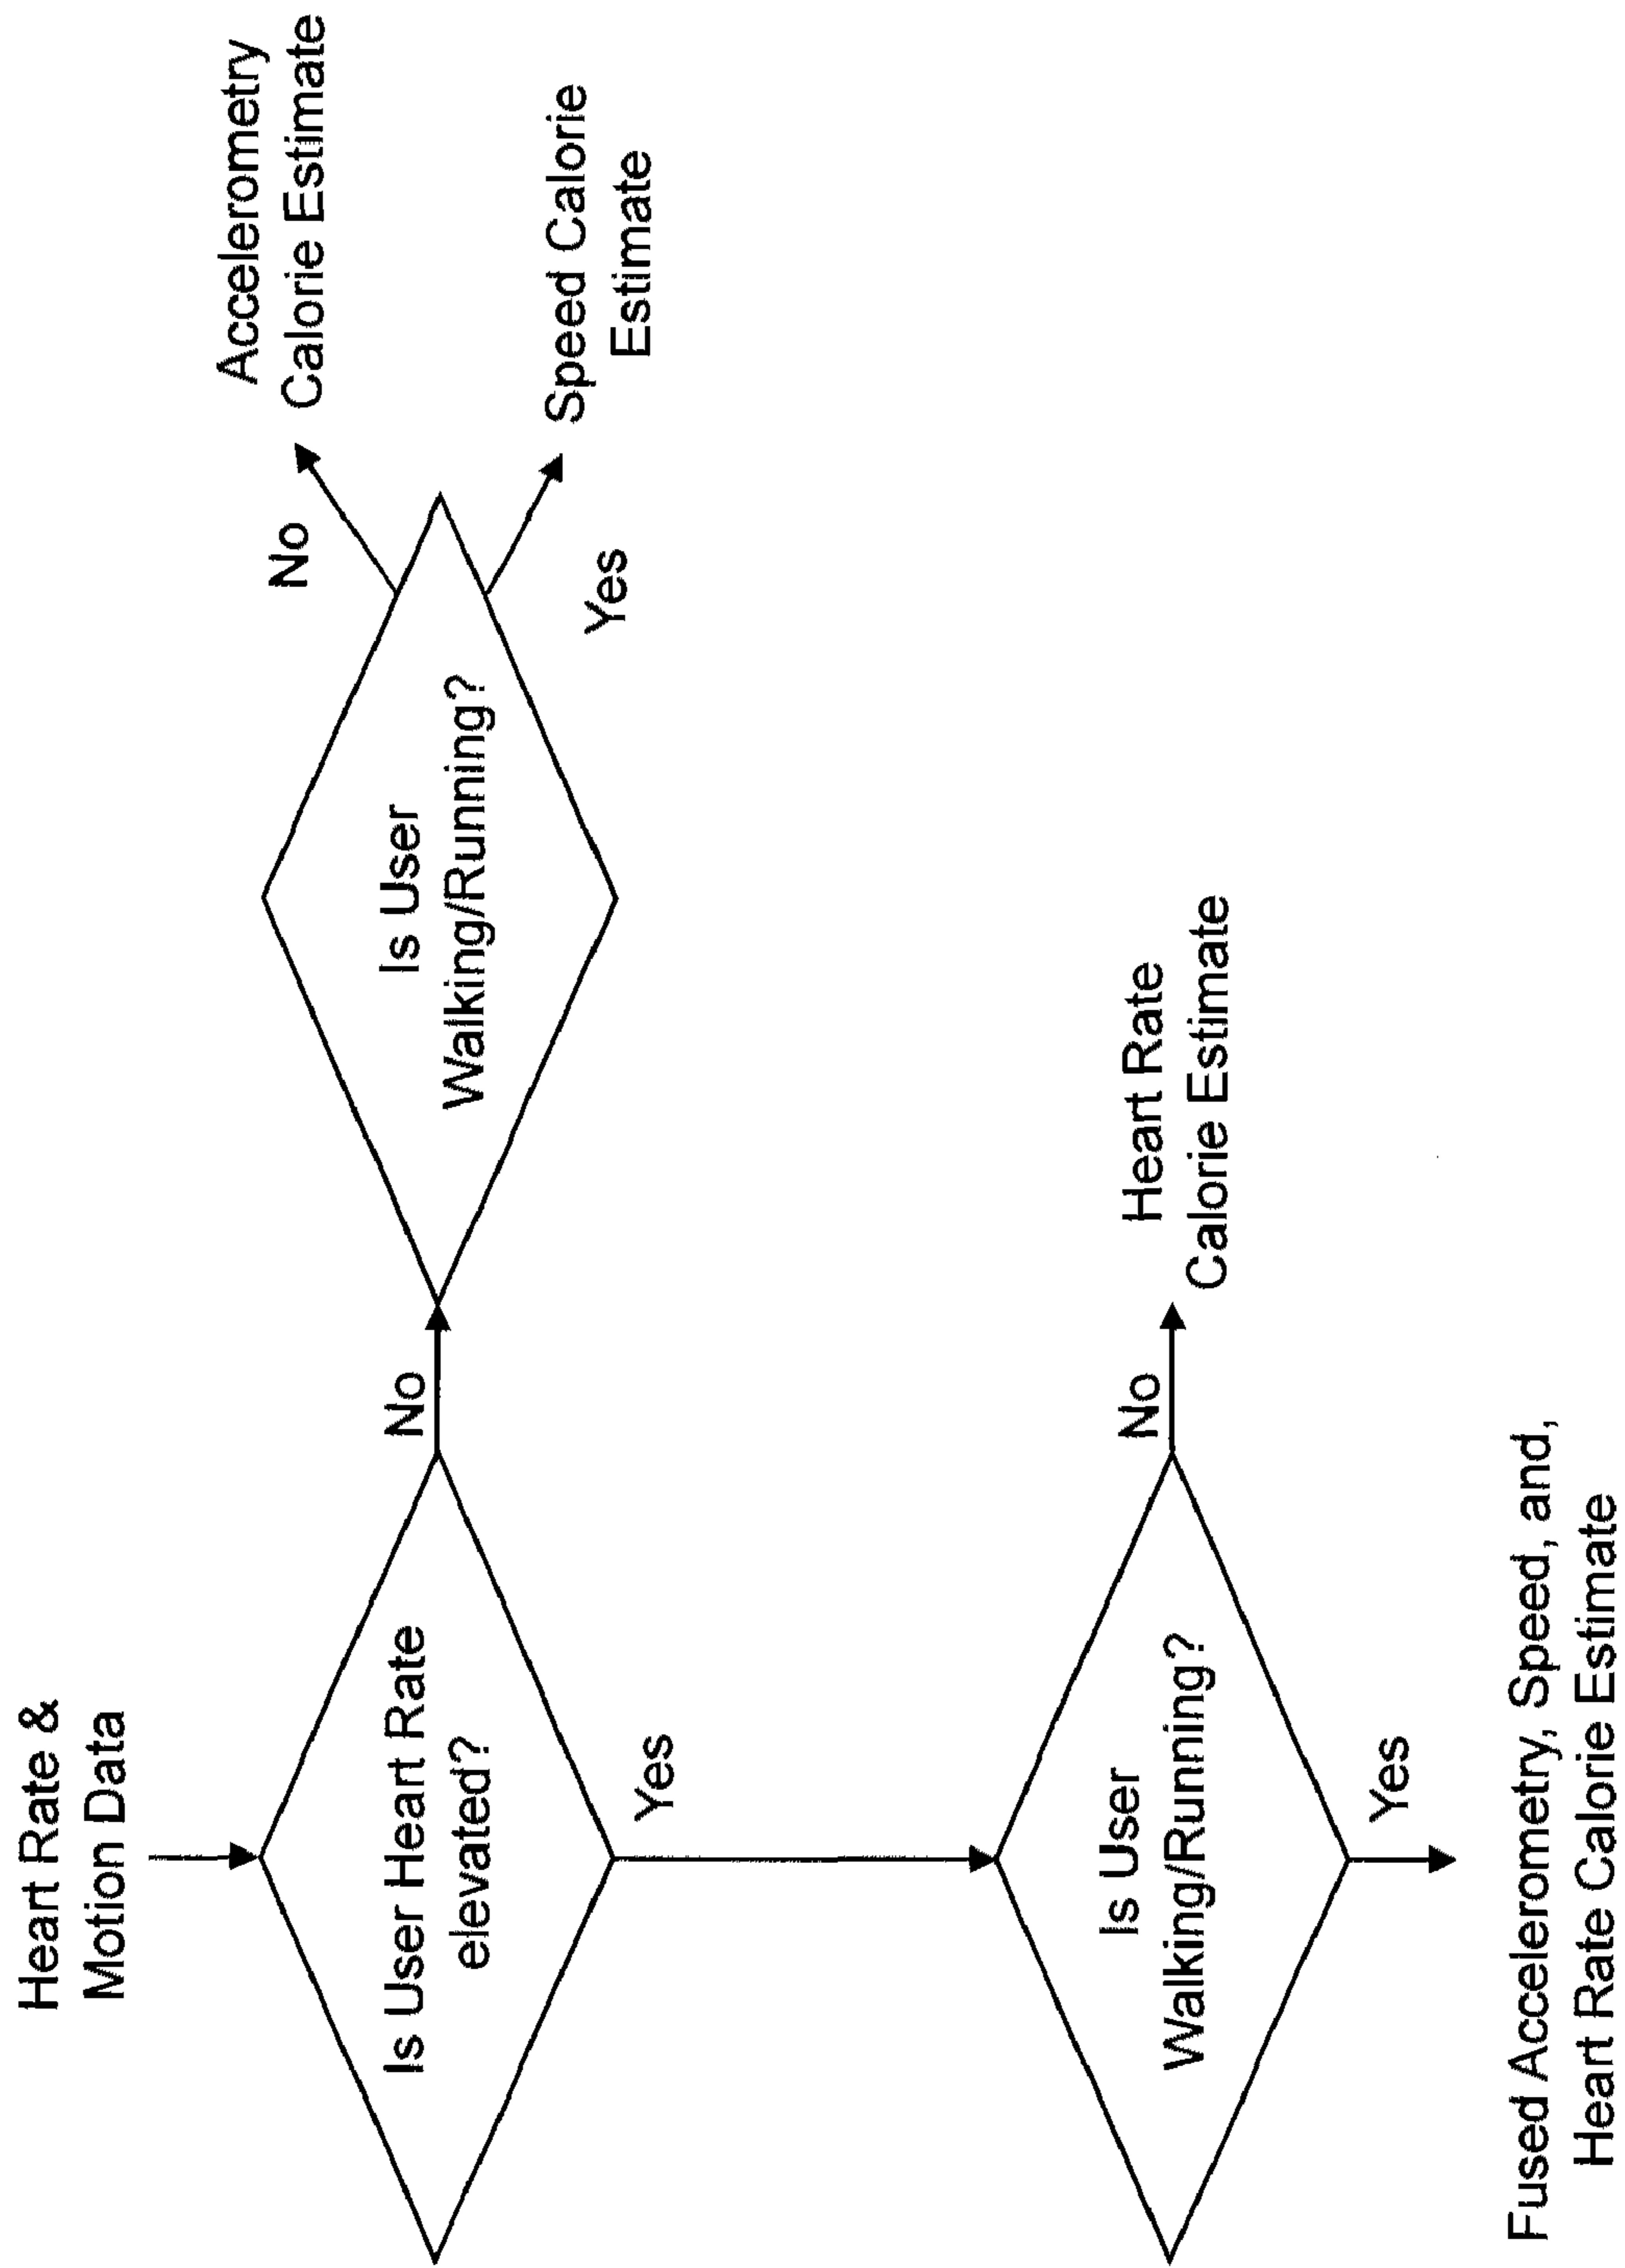 Heart Rate &
Motion Data
Is User Heart Rate
elevated?
No
Is User
Walking/Running?
No
Accelerometry
Calorie Estimate
Yes
Speed Calorie
Estimate
Yes
Is User
Walking/Running?
No
Heart Rate
Calorie Estimate
Yes
Fused Accelerometry, Speed, and,
Heart Rate Calorie Estimate